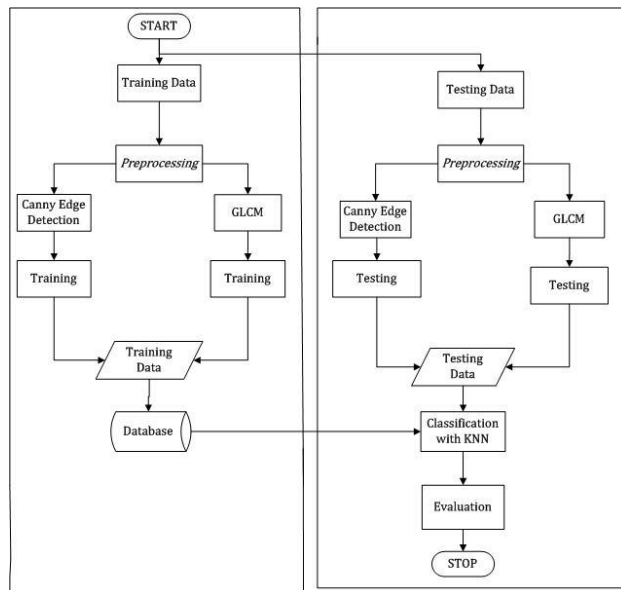 START
Training Data
Preprocessing
Canny Edge
Detection
GLCM
Training
Training
Training
Data
Database
Testing Data
Preprocessing
Canny Edge
Detection
GLCM
Testing
Testing
Testing
Data
Classification
with KNN
Evaluation
STOP